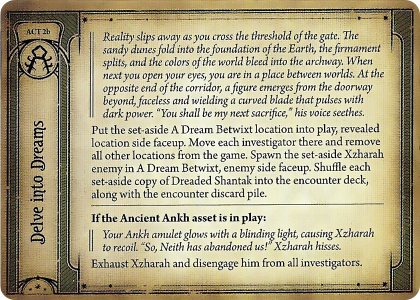 ACT 2b
Delve into Dreams
Reality slips away as you cross the threshold of the gate. The
sandy dunes fold into the foundation of the Earth, the firmament
splits, and the colors of the world bleed into the archway. When
next you open your eyes, you are in a place between worlds. At the
opposite end of the corridor, a figure emerges from the doorway
beyond, faceless and wielding a curved blade that pulses with
dark power. “You shall be my next sacrifice,” his voice seethes.
Put the set-aside A Dream Betwixt location into play, revealed
location side faceup. Move each investigator there and remove
all other locations from the game. Spawn the set-aside Xzharah
enemy in A Dream Betwixt, enemy side faceup. Shuffle each
set-aside copy of Dreaded Shantak into the encounter deck,
along with the encounter discard pile.
If the Ancient Ankh asset is in play:
Your Ankh amulet glows with a blinding light, causing Xzharah
to recoil. “So, Neith has abandoned us!” Xzharah hisses.
Exhaust Xzharah and disengage him from all investigators.